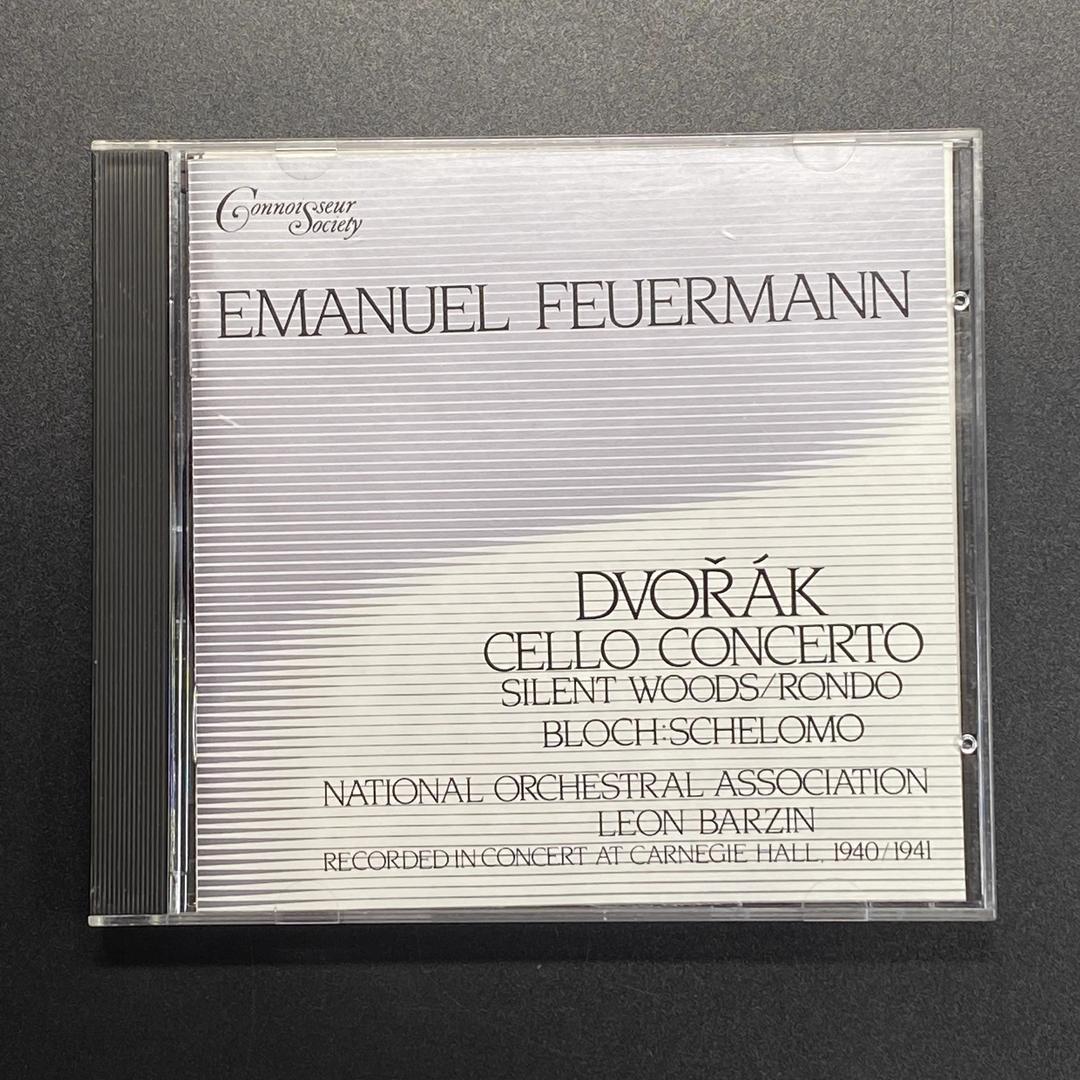 Connoisseur
Society
EMANUEL FEUERMANN
DVOŘÁK
CELLO CONCERTO
SILENT WOODS/RONDO
BLOCH:SCHELOMO
NATIONAL ORCHESTRAL ASSOCIATION
LEON BARZIN
RECORDED IN CONCERT AT CARNEGIE HALL, 1940/1941